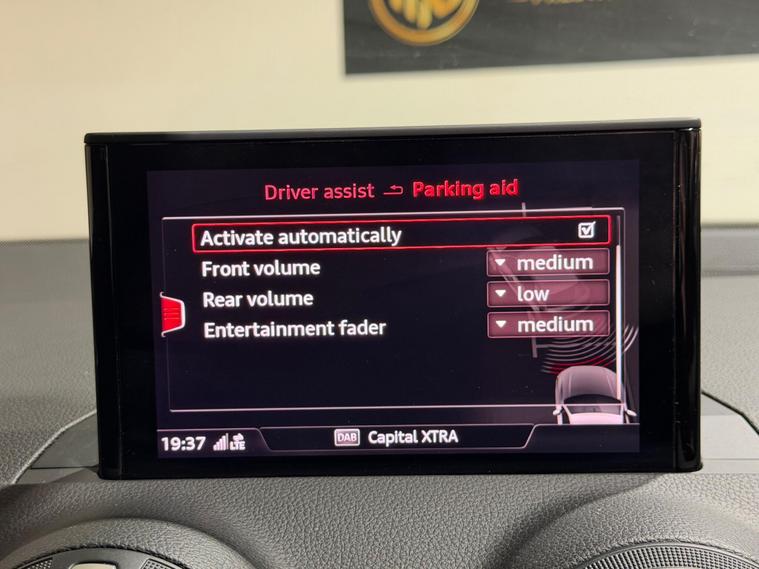 Driver assist Parking aid
Activate automatically
Front volume medium
Rear volume low
Entertainment fader medium
19:37 LTE DAB Capital XTRA